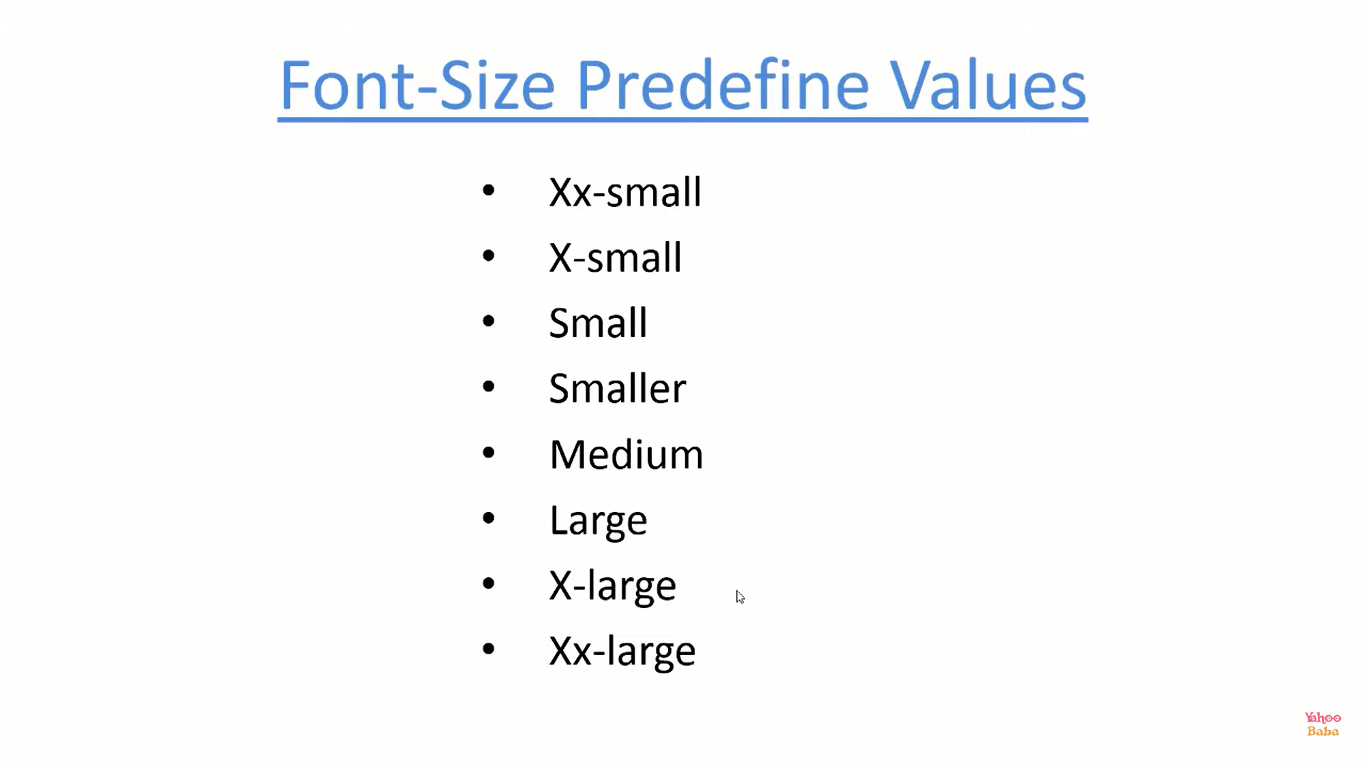 Font-Size Predefine Values
• Xx-small
• X-small
• Small
• Smaller
• Medium
• Large
• X-large
• Xx-large
Yahoo
Baba